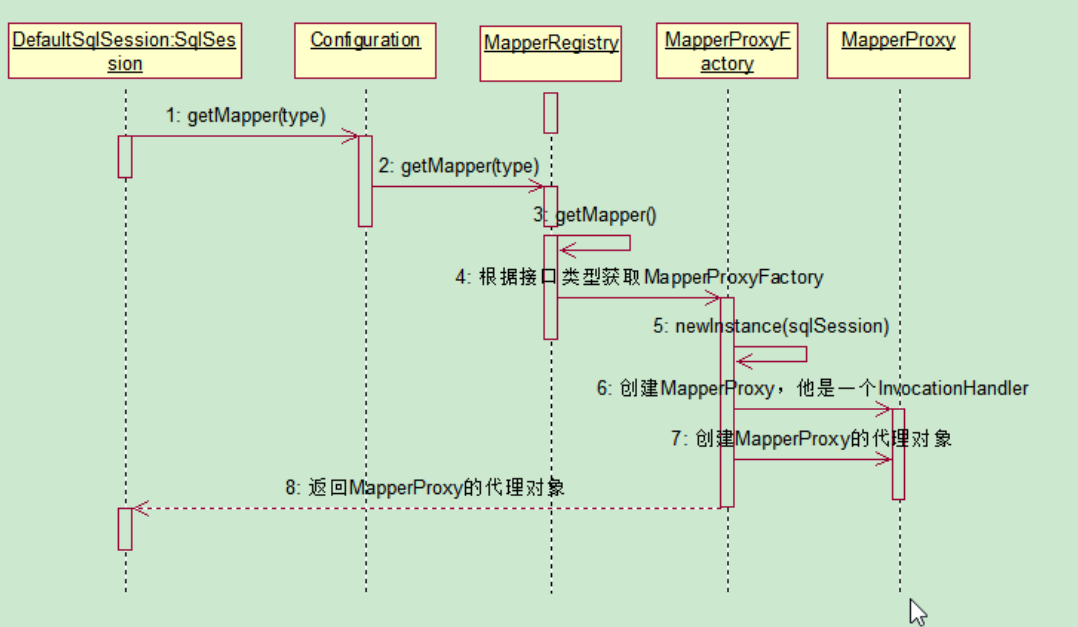 DefaultSqlSession:SqlSes
sion
Configuration
MapperRegistry
MapperProxyF
actory
MapperProxy
1: getMapper(type)
2: getMapper(type)
3: getMapper()
4: 根据接口类型获取MapperProxyFactory
5: newInstance(sqlSession)
6: 创建MapperProxy，他是一个InvocationHandler
7: 创建MapperProxy的代理对象
8: 返回MapperProxy的代理对象